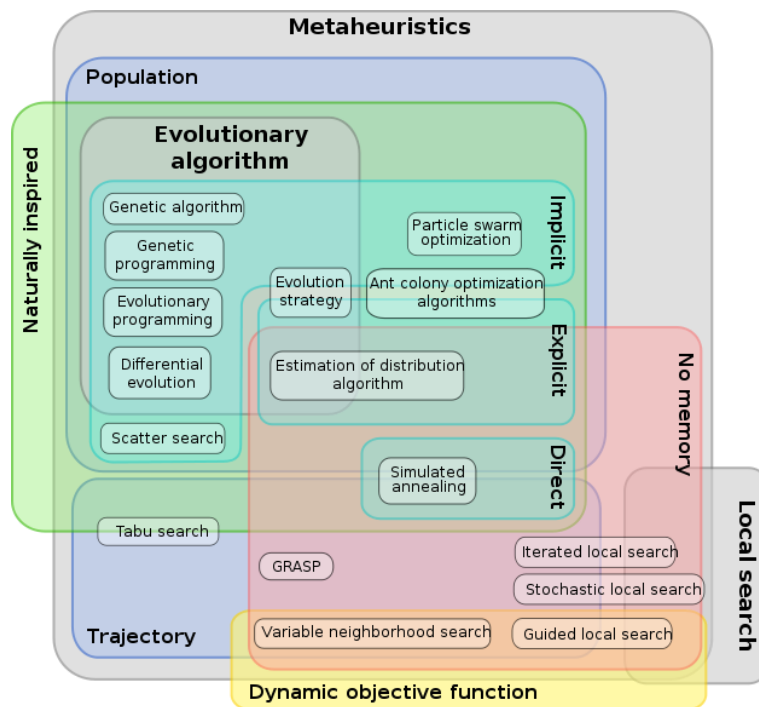 Metaheuristics
Population
Evolutionary
algorithm
Naturally inspired
Genetic algorithm
Genetic
programming
Evolutionary
programming
Differential
evolution
Scatter search
Evolution
strategy
Particle swarm
optimization
Ant colony optimization
algorithms
Implicit
Explicit
Estimation of distribution
algorithm
No memory
Direct
Simulated
annealing
Tabu search
GRASP
Iterated local search
Stochastic local search
Local search
Trajectory
Variable neighborhood search
Guided local search
Dynamic objective function